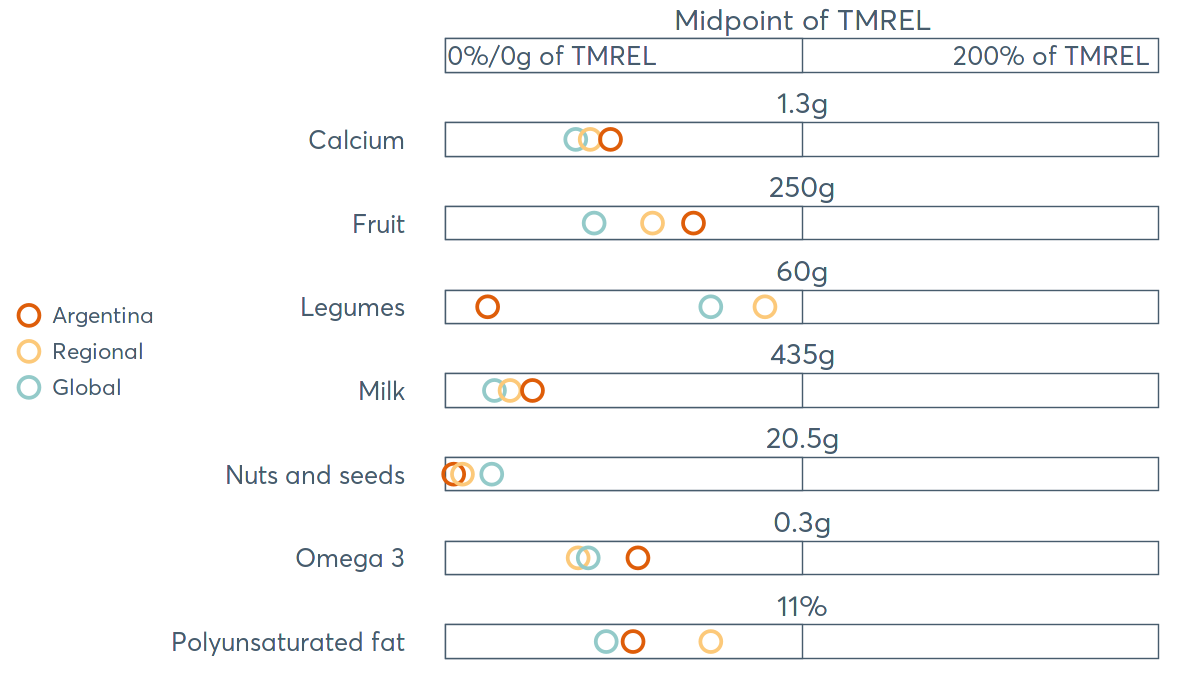 Midpoint of TMREL
0%/0g of TMREL 200% of TMREL
1.3g
Calcium
250g
Fruit
60g
Legumes
435g
Milk
20.5g
Nuts and seeds
0.3g
Omega 3
11%
Polyunsaturated fat
Argentina
Regional
Global